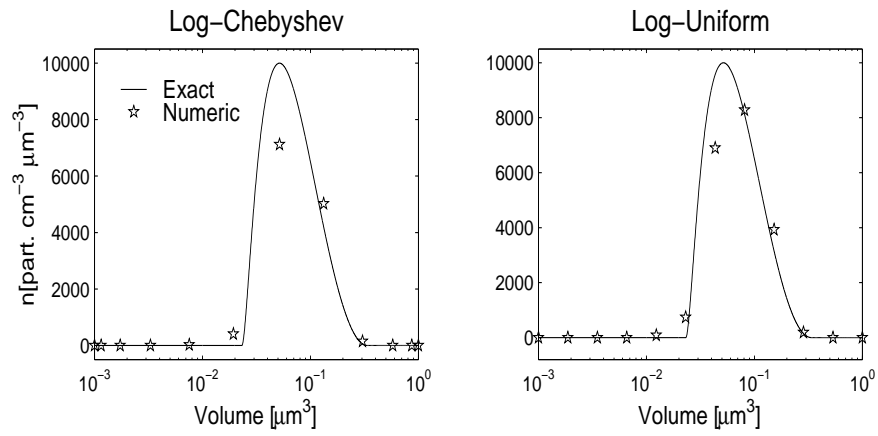 Log-Chebyshev
n[part. cm⁻³ μm⁻³]
10000
8000
6000
4000
2000
0
Exact
Numeric
10⁻³ 10⁻² 10⁻¹ 10⁰
Volume [μm³]
Log-Uniform
10000
8000
6000
4000
2000
0
10⁻³ 10⁻² 10⁻¹ 10⁰
Volume [μm³]